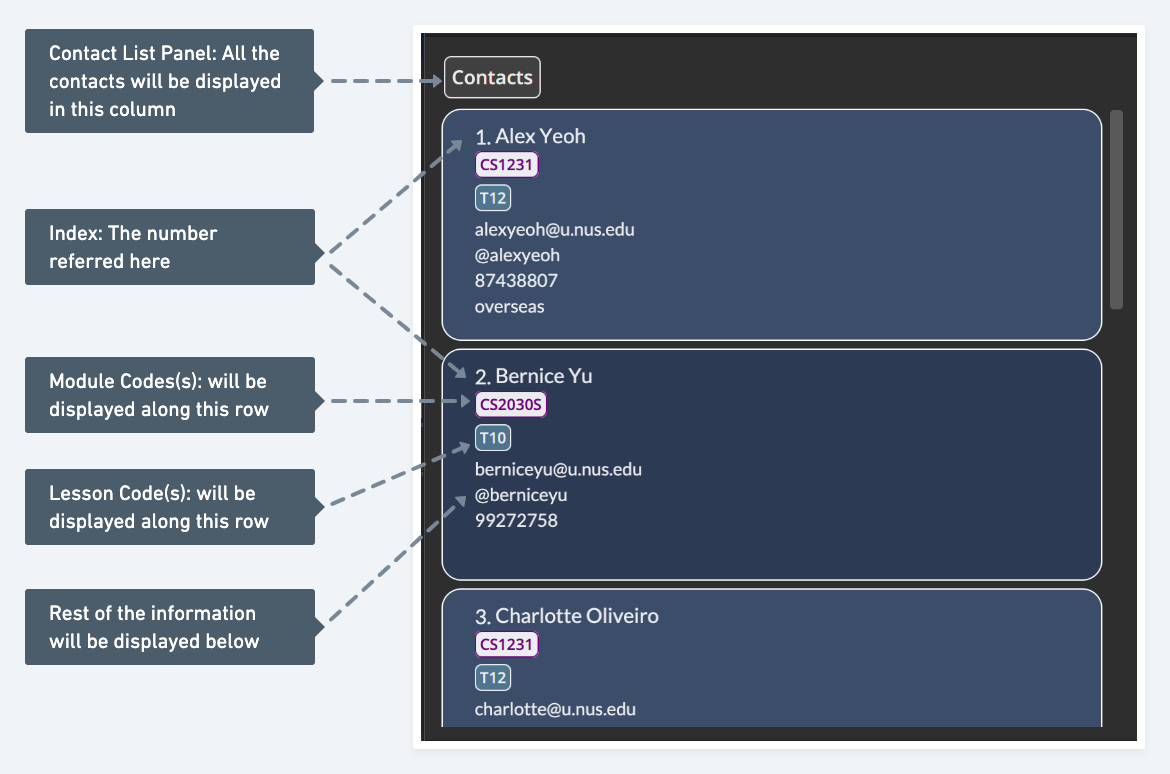 Contact List Panel: All the
contacts will be displayed
in this column
Index: The number
referred here
Module Codes(s): will be
displayed along this row
Lesson Code(s): will be
displayed along this row
Rest of the information
will be displayed below
Contacts
1. Alex Yeoh
CS1231
T12
alexyeoh@u.nus.edu
@alexyeoh
87438807
overseas
2. Bernice Yu
CS2030S
T10
berniceyu@u.nus.edu
@berniceyu
99272758
3. Charlotte Oliveiro
CS1231
T12
charlotte@u.nus.edu